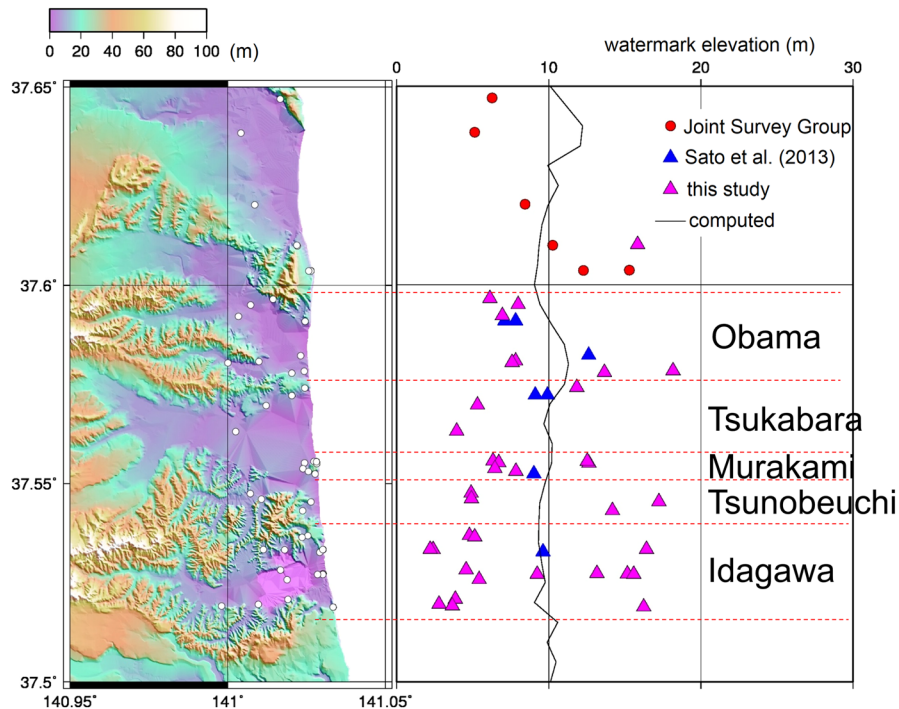 0 20 40 60 80 100 (m)
watermark elevation (m)
0 10 20 30
37.65°
37.6°
37.55°
37.5°
140.95° 141° 141.05°
Joint Survey Group
Sato et al. (2013)
this study
computed
Obama
Tsukabara
Murakami
Tsunobeuchi
Idagawa